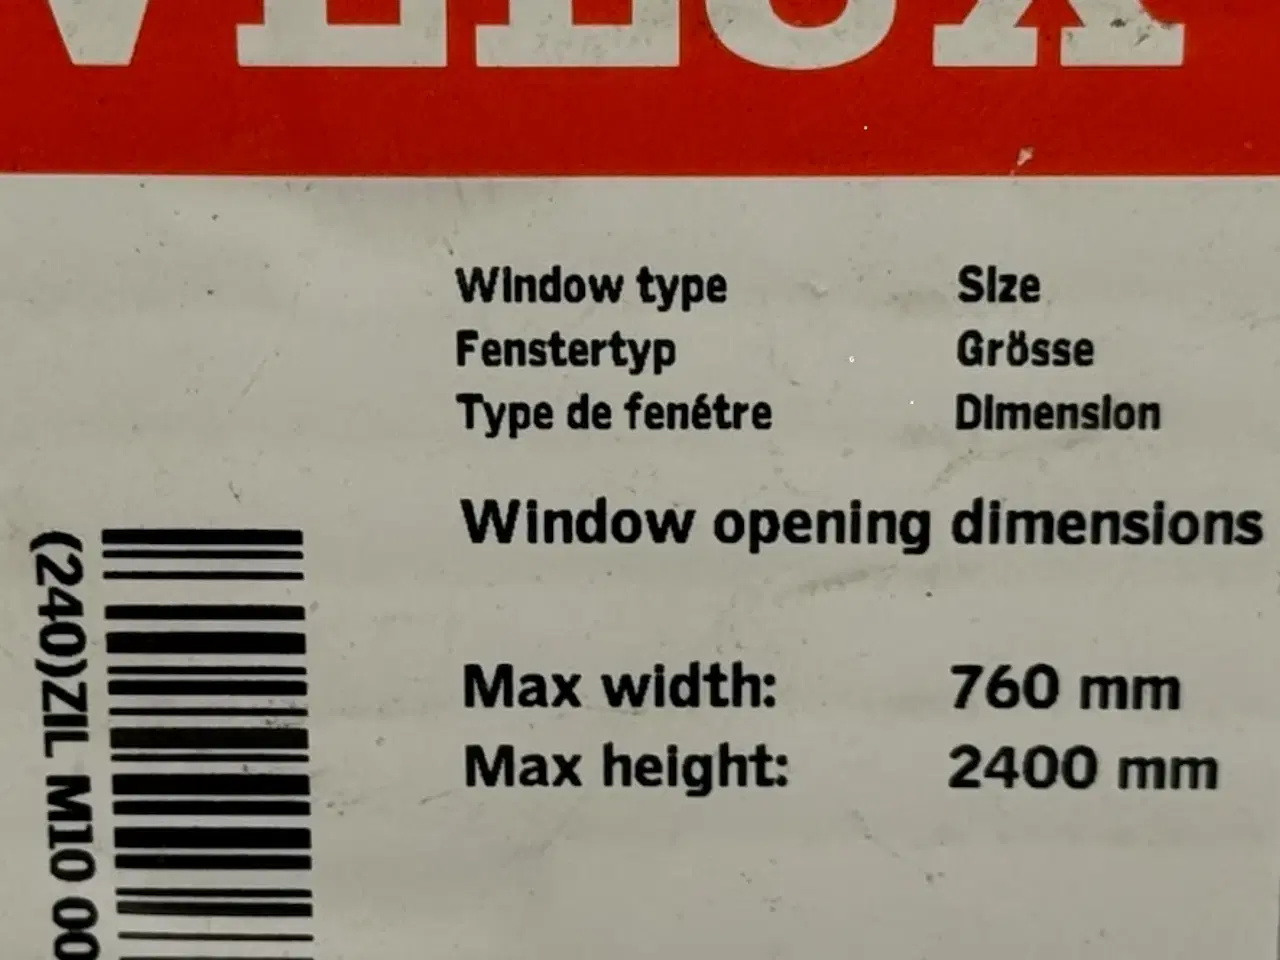 VELUX
Window type Size
Fenstertyp Grösse
Type de fenétre Dimension
Window opening dimensions
Max width: 760 mm
Max height: 2400 mm
(240)ZIL M10 00